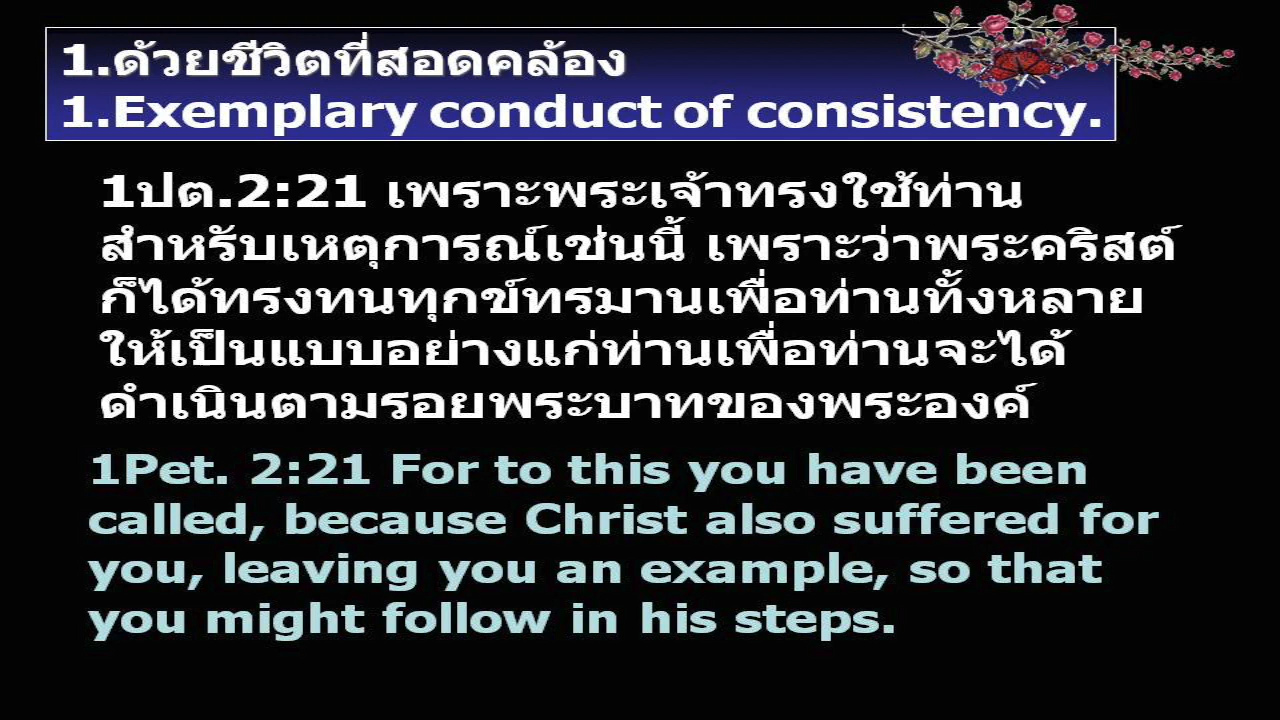 1.ด้วยชีวิตที่สอดคล้อง
1.Exemplary conduct of consistency.
1ปต.2:21 เพราะพระเจ้าทรงใช้ท่าน
สำหรับเหตุการณ์เช่นนี้ เพราะว่าพระคริสต์
ก็ได้ทรงทนทุกข์ทรมานเพื่อท่านทั้งหลาย
ให้เป็นแบบอย่างแก่ท่านเพื่อท่านจะได้
ดำเนินตามรอยพระบาทของพระองค์
1Pet. 2:21 For to this you have been
called, because Christ also suffered for
you, leaving you an example, so that
you might follow in his steps.